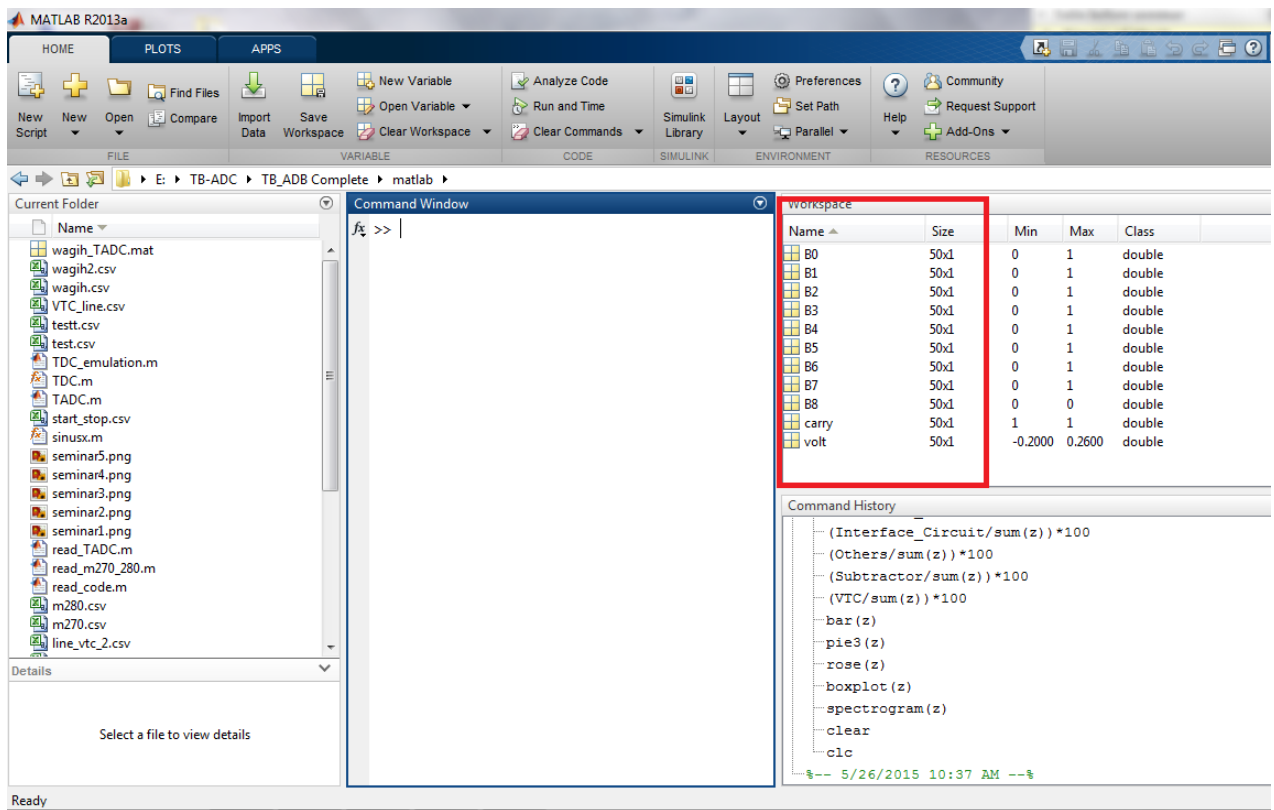 MATLAB R2013a
HOME PLOTS APPS
New Script
New
Open
Find Files
Compare
Import Data
Save Workspace
New Variable
Open Variable
Clear Workspace
Analyze Code
Run and Time
Clear Commands
Simulink Library
Layout
Preferences
Set Path
Parallel
Help
Community
Request Support
Add-Ons
FILE VARIABLE CODE SIMULINK ENVIRONMENT RESOURCES
E: TB-ADC TB_ADB Complete matlab
Current Folder
Name
wagih_TADC.mat
wagih2.csv
wagih.csv
VTC_line.csv
testt.csv
test.csv
TDC_emulation.m
TDC.m
TADC.m
start_stop.csv
sinusx.m
seminar5.png
seminar4.png
seminar3.png
seminar2.png
seminar1.png
read_TADC.m
read_m270_280.m
read_code.m
m280.csv
m270.csv
line_vtc_2.csv
Details
Select a file to view details
Command Window
fx >>
Workspace
Name Size Min Max Class
B0 50x1 0 1 double
B1 50x1 0 1 double
B2 50x1 0 1 double
B3 50x1 0 1 double
B4 50x1 0 1 double
B5 50x1 0 1 double
B6 50x1 0 1 double
B7 50x1 0 1 double
B8 50x1 0 0 double
carry 50x1 1 1 double
volt 50x1 -0.2000 0.2600 double
Command History
(Interface_Circuit/sum(z))*100
(Others/sum(z))*100
(Subtractor/sum(z))*100
(VTC/sum(z))*100
bar(z)
pie3(z)
rose(z)
boxplot(z)
spectrogram(z)
clear
clc
%-- 5/26/2015 10:37 AM --%
Ready